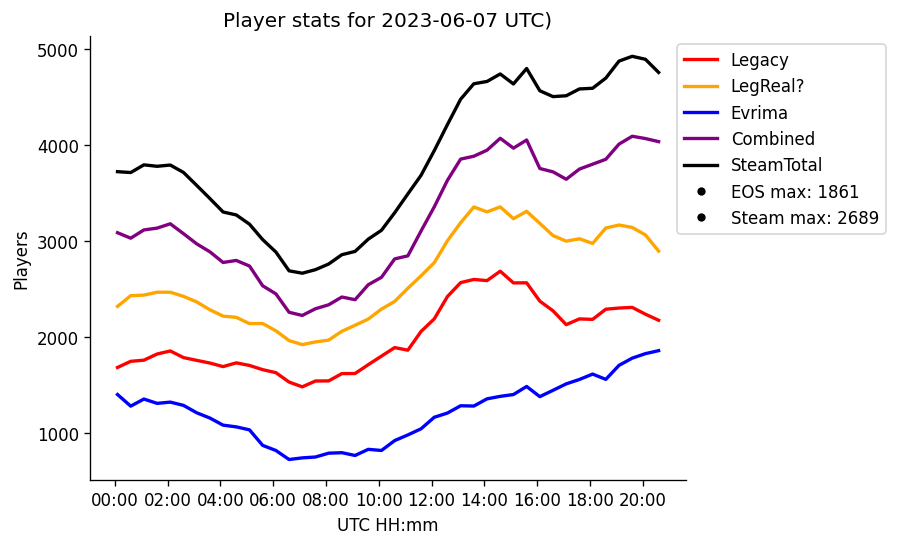 Player stats for 2023-06-07 UTC)
5000
4000
3000
2000
1000
Players
00:00 02:00 04:00 06:00 08:00 10:00 12:00 14:00 16:00 18:00 20:00
UTC HH:mm
Legacy
LegReal?
Evrima
Combined
SteamTotal
EOS max: 1861
Steam max: 2689